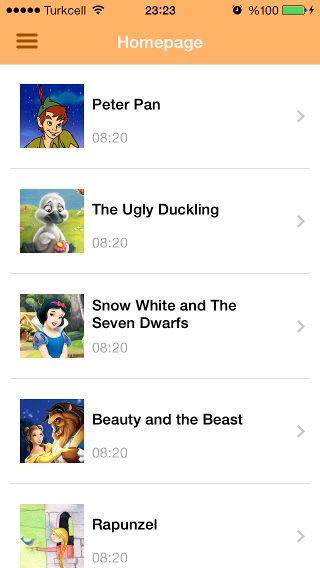 Turkcell 23:23 %100
Homepage
Peter Pan
08:20
The Ugly Duckling
08:20
Snow White and The
Seven Dwarfs
08:20
Beauty and the Beast
08:20
Rapunzel
08:20